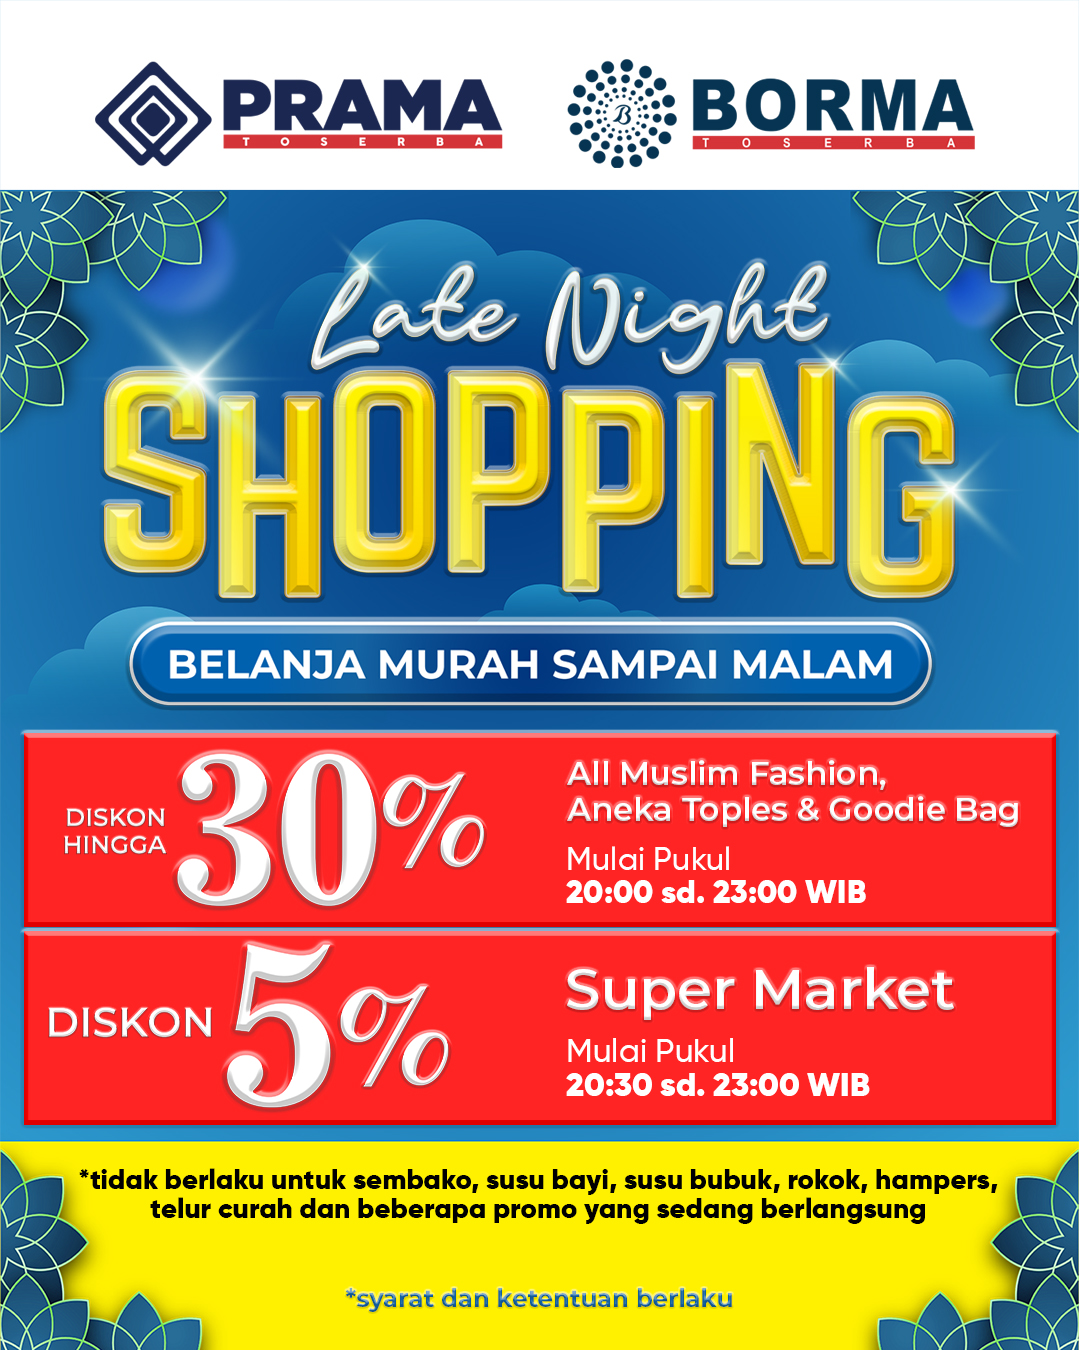 PRAMA
TOSERBA
BORMA
TOSERBA
B
Late Night
SHOPPING
BELANJA MURAH SAMPAI MALAM
DISKON
HINGGA
30%
All Muslim Fashion,
Aneka Toples & Goodie Bag
Mulai Pukul
20:00 sd. 23:00 WIB
DISKON
5%
Super Market
Mulai Pukul
20:30 sd. 23:00 WIB
*tidak berlaku untuk sembako, susu bayi, susu bubuk, rokok, hampers,
telur curah dan beberapa promo yang sedang berlangsung
*syarat dan ketentuan berlaku